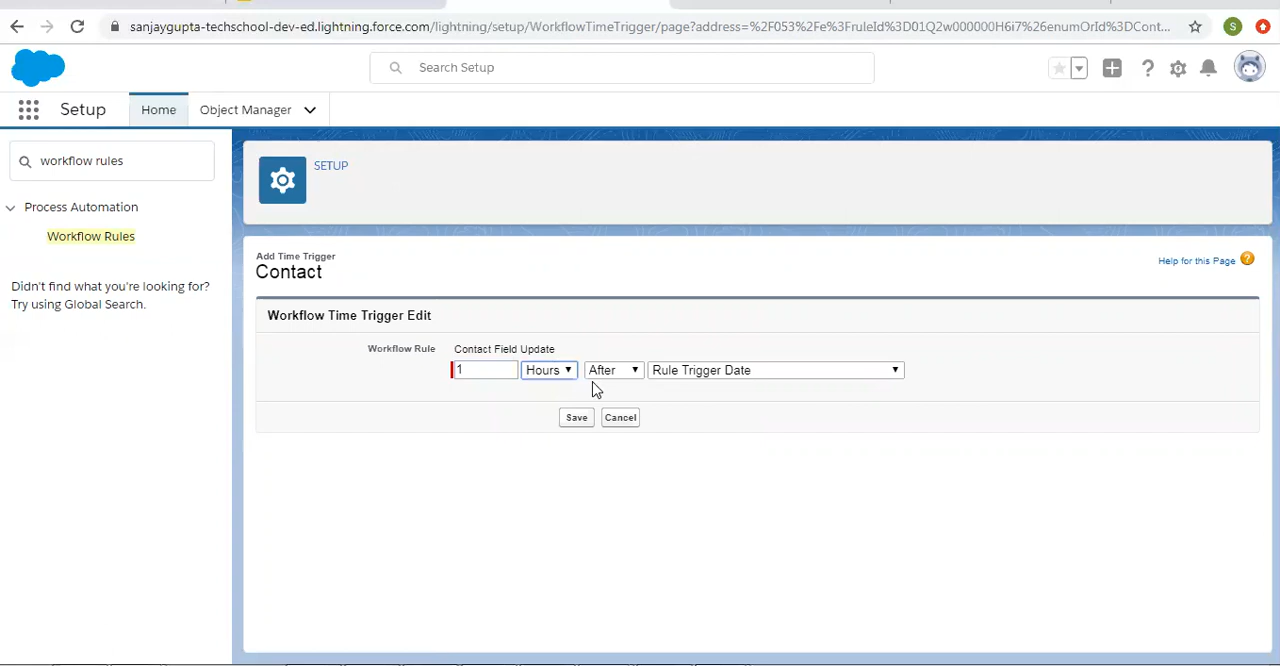 sanjaygupta-techschool-dev-ed.lightning.force.com/lightning/setup/WorkflowTimeTrigger/page?address=%2F053%2Fe%3FruleId%3D01Q2w000000H6i7%26enumOrId%3DCont...
S
Search Setup
Setup
Home
Object Manager
workflow rules
SETUP
Process Automation
Workflow Rules
Didn't find what you're looking for?
Try using Global Search.
Add Time Trigger
Contact
Help for this Page ?
Workflow Time Trigger Edit
Workflow Rule Contact Field Update
1 Hours After Rule Trigger Date
Save Cancel